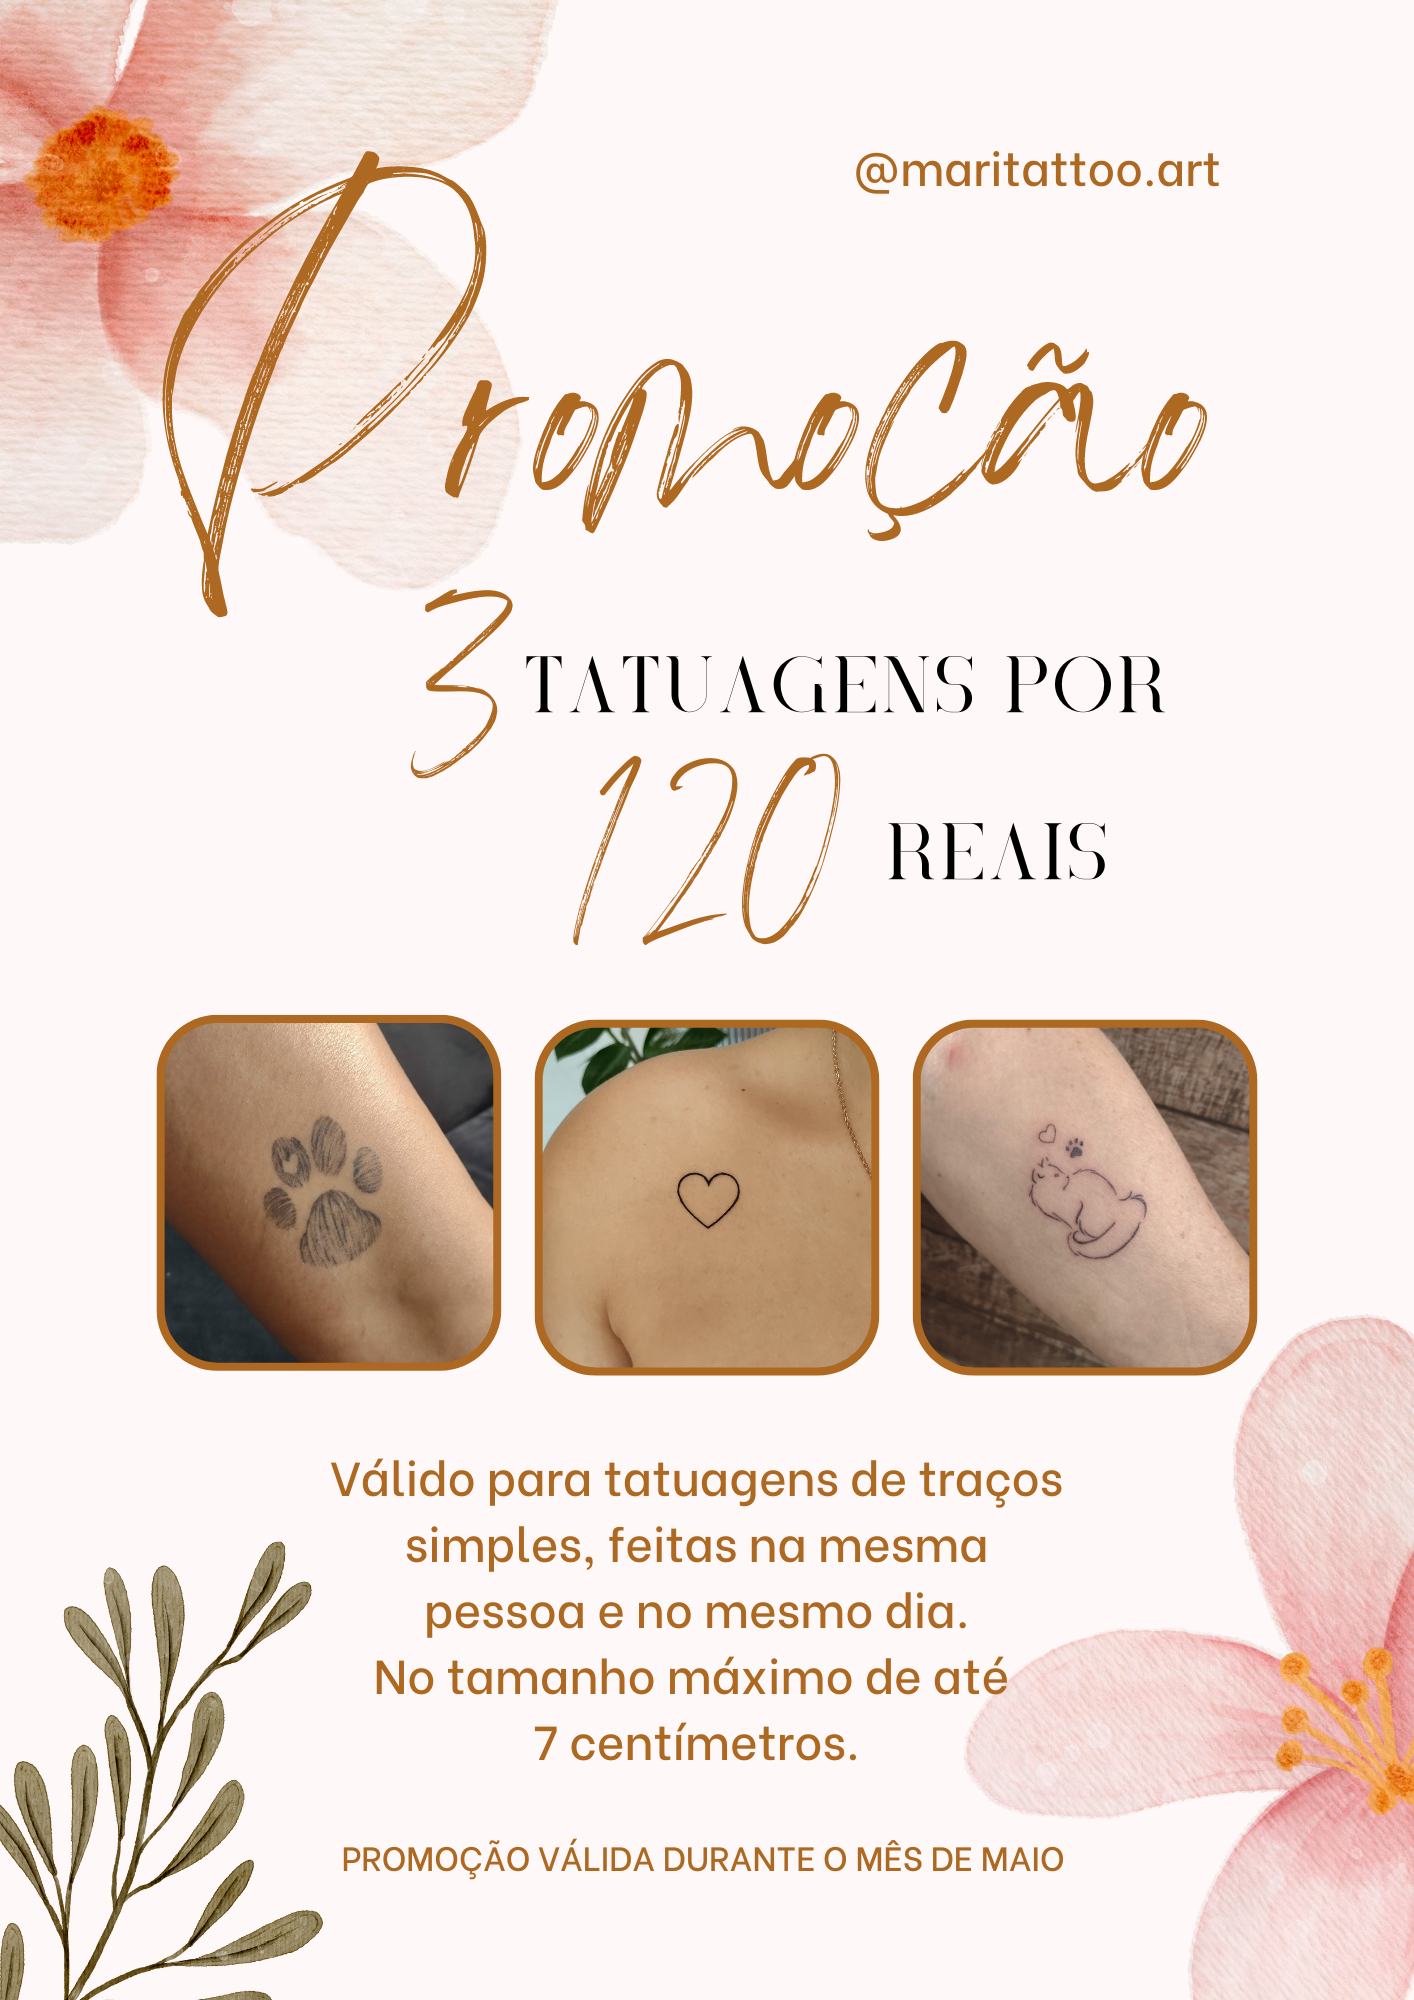 @maritattoo.art
Promoção
3 TATUAGENS POR
120 REAIS
Válido para tatuagens de traços
simples, feitas na mesma
pessoa e no mesmo dia.
No tamanho máximo de até
7 centímetros.
PROMOÇÃO VÁLIDA DURANTE O MÊS DE MAIO